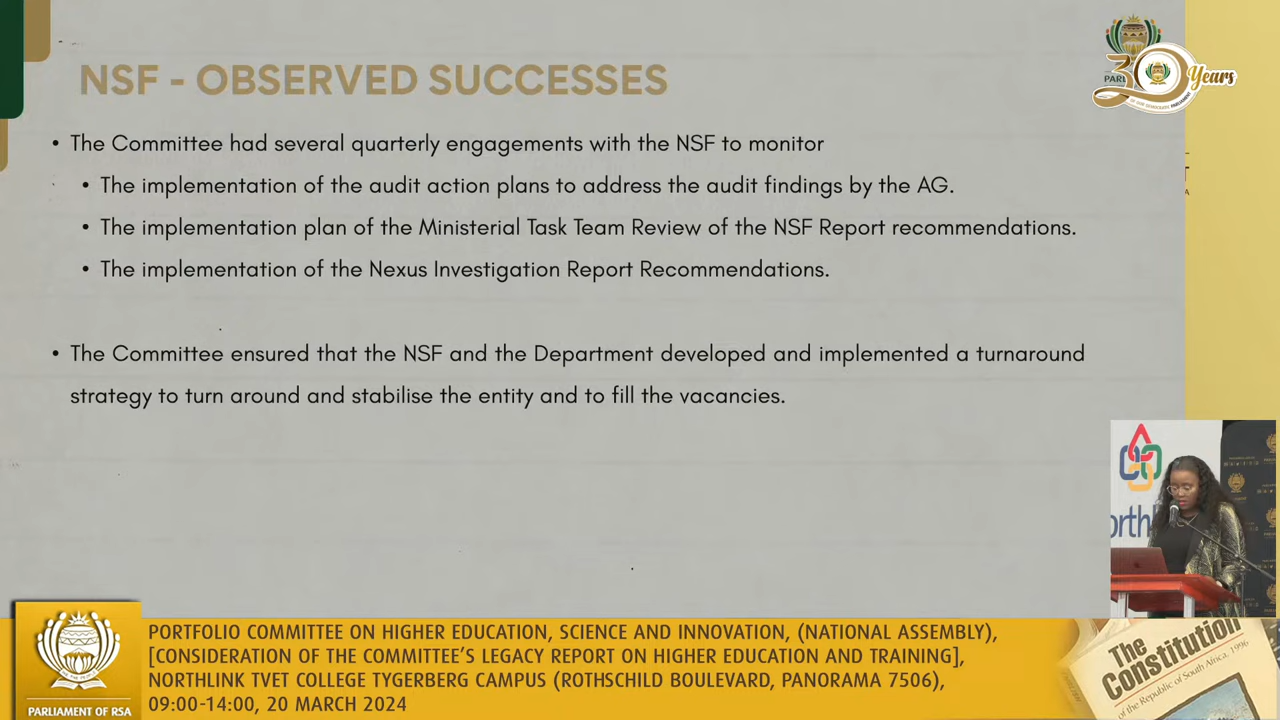 NSF - OBSERVED SUCCESSES
30 Years
OF OUR DEMOCRATIC PARLIAMENT
• The Committee had several quarterly engagements with the NSF to monitor
• The implementation of the audit action plans to address the audit findings by the AG.
• The implementation plan of the Ministerial Task Team Review of the NSF Report recommendations.
• The implementation of the Nexus Investigation Report Recommendations.
• The Committee ensured that the NSF and the Department developed and implemented a turnaround
strategy to turn around and stabilise the entity and to fill the vacancies.
PORTFOLIO COMMITTEE ON HIGHER EDUCATION, SCIENCE AND INNOVATION, (NATIONAL ASSEMBLY),
[CONSIDERATION OF THE COMMITTEE'S LEGACY REPORT ON HIGHER EDUCATION AND TRAINING],
NORTHLINK TVET COLLEGE TYGERBERG CAMPUS (ROTHSCHILD BOULEVARD, PANORAMA 7506),
09:00-14:00, 20 MARCH 2024
PARLIAMENT OF RSA
The
Constitution
of the Republic of South Africa, 1996